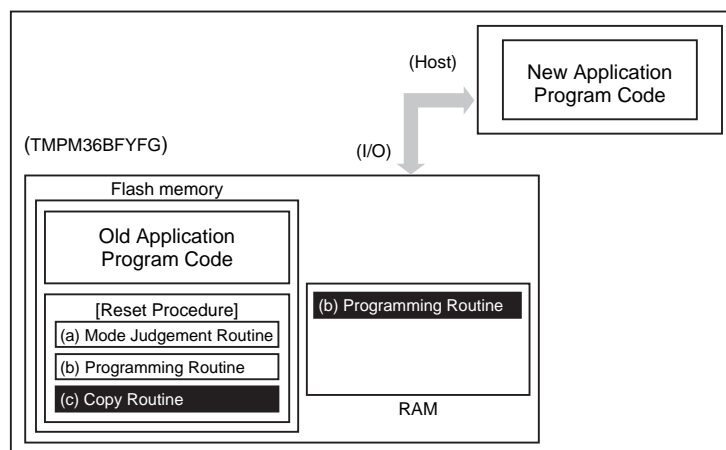 (Host)
New Application
Program Code
(TMPM36BFYFG)
(I/O)
Flash memory
Old Application
Program Code
[Reset Procedure]
(a) Mode Judgement Routine
(b) Programming Routine
(c) Copy Routine
(b) Programming Routine
RAM